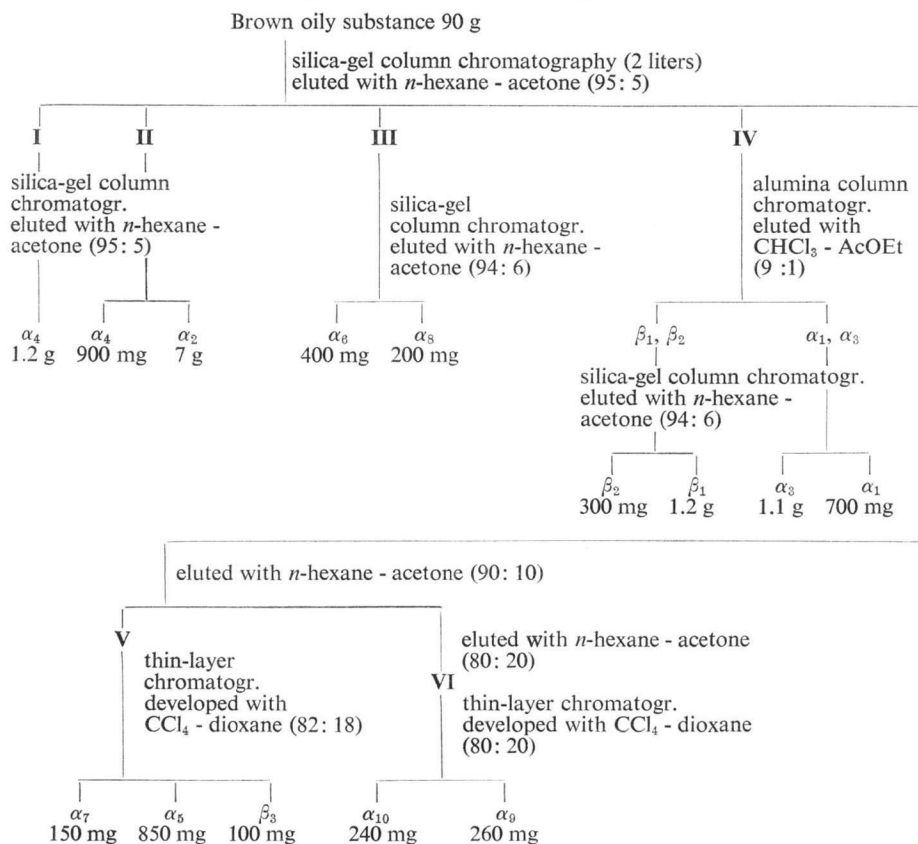 Brown oily substance 90 g
silica-gel column chromatography (2 liters)
eluted with n-hexane - acetone (95: 5)
I II III IV
silica-gel column
chromatogr.
eluted with n-hexane -
acetone (95: 5)
silica-gel
column chromatogr.
eluted with n-hexane -
acetone (94: 6)
alumina column
chromatogr.
eluted with
CHCl₃ - AcOEt
(9 :1)
α₄ α₄ α₂ α₆ α₈
1.2 g 900 mg 7 g 400 mg 200 mg
β₁, β₂ α₁, α₃
silica-gel column chromatogr.
eluted with n-hexane -
acetone (94: 6)
β₂ β₁ α₃ α₁
300 mg 1.2 g 1.1 g 700 mg
eluted with n-hexane - acetone (90: 10)
V
thin-layer
chromatogr.
developed with
CCl₄ - dioxane (82: 18)
eluted with n-hexane - acetone
(80: 20)
VI
thin-layer chromatogr.
developed with CCl₄ - dioxane
(80: 20)
α₇ α₅ β₃ α₁₀ α₉
150 mg 850 mg 100 mg 240 mg 260 mg